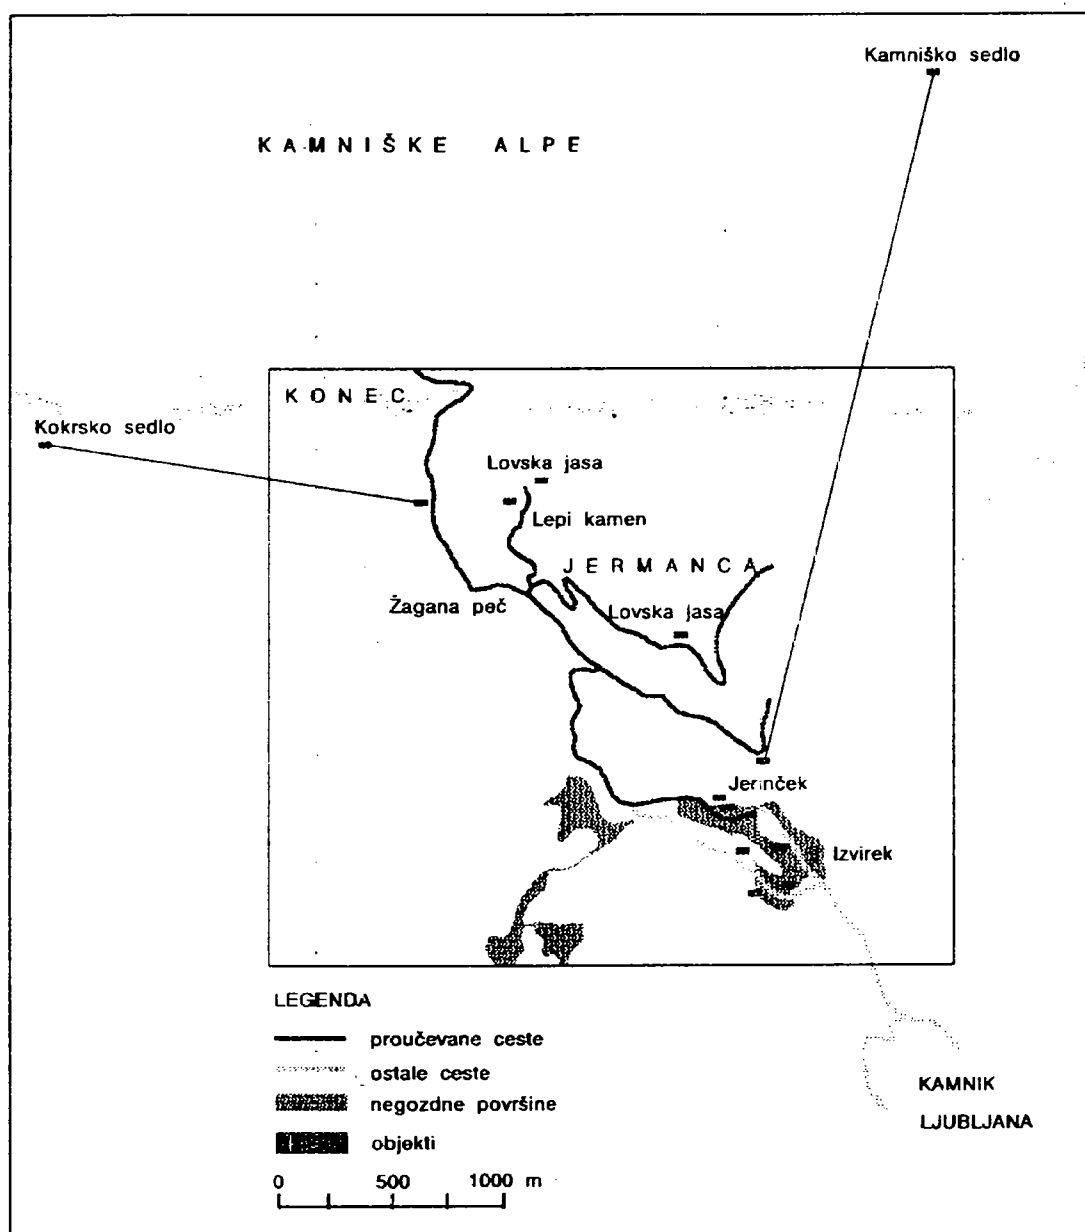 Kamniško sedlo
KAMNIŠKE ALPE
KONEC
Kokrsko sedlo
Lovska jasa
Lepi kamen
JERMANCA
Žagana peč
Lovska jasa
Jerinček
Izvirek
LEGENDA
proučevane ceste
ostale ceste
negozdne površine
objekti
0 500 1000 m
KAMNIK
LJUBLJANA